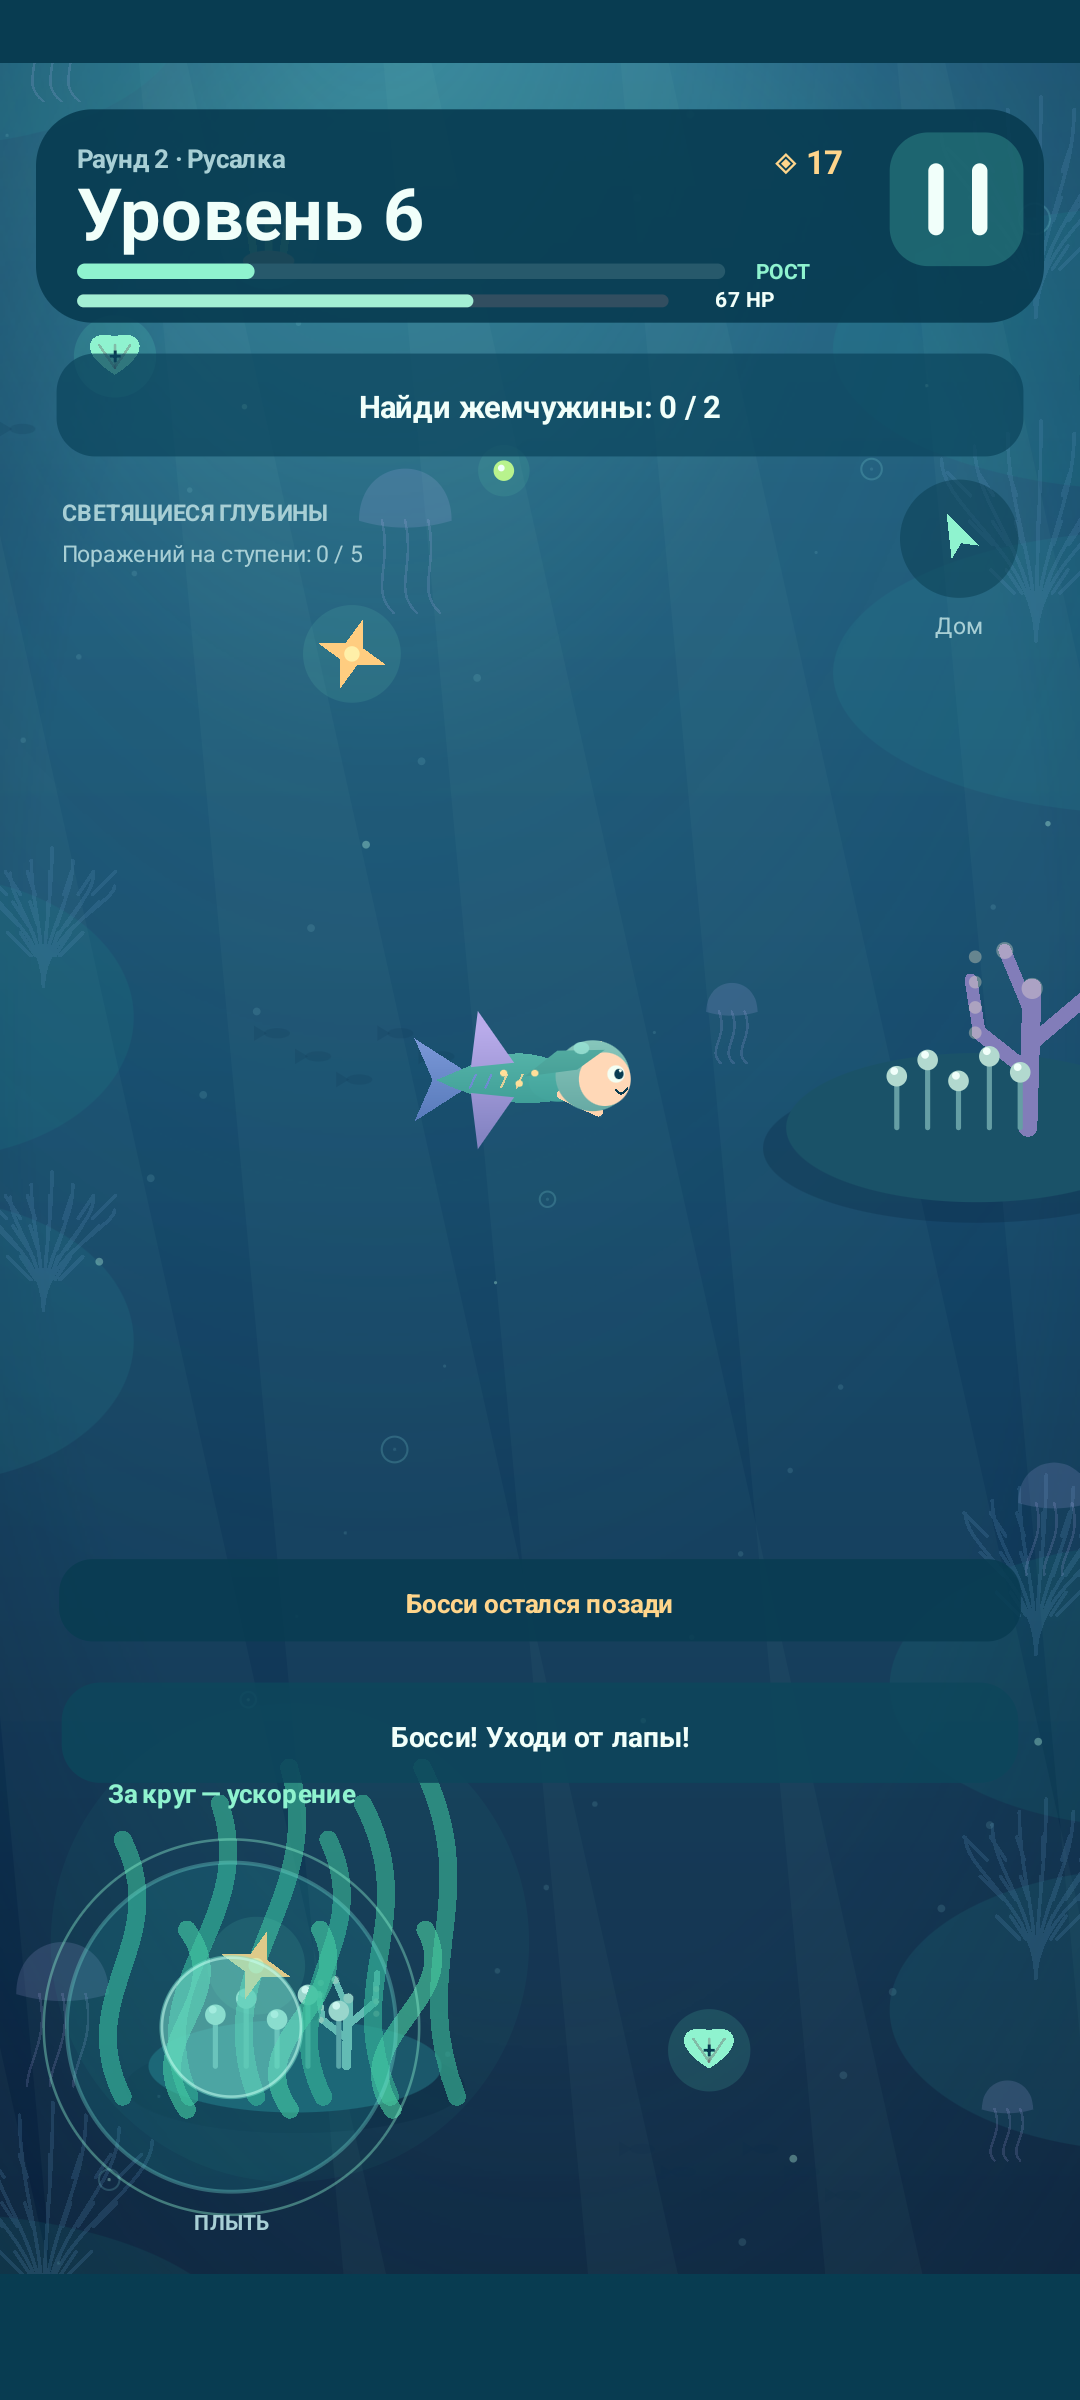 Раунд 2 · Русалка
17
Уровень 6
РОСТ
67 HP
Найди жемчужины: 0 / 2
СВЕТЯЩИЕСЯ ГЛУБИНЫ
Поражений на ступени: 0 / 5
Дом
Босси остался позади
Босси! Уходи от лапы!
За круг — ускорение
ПЛЫТЬ